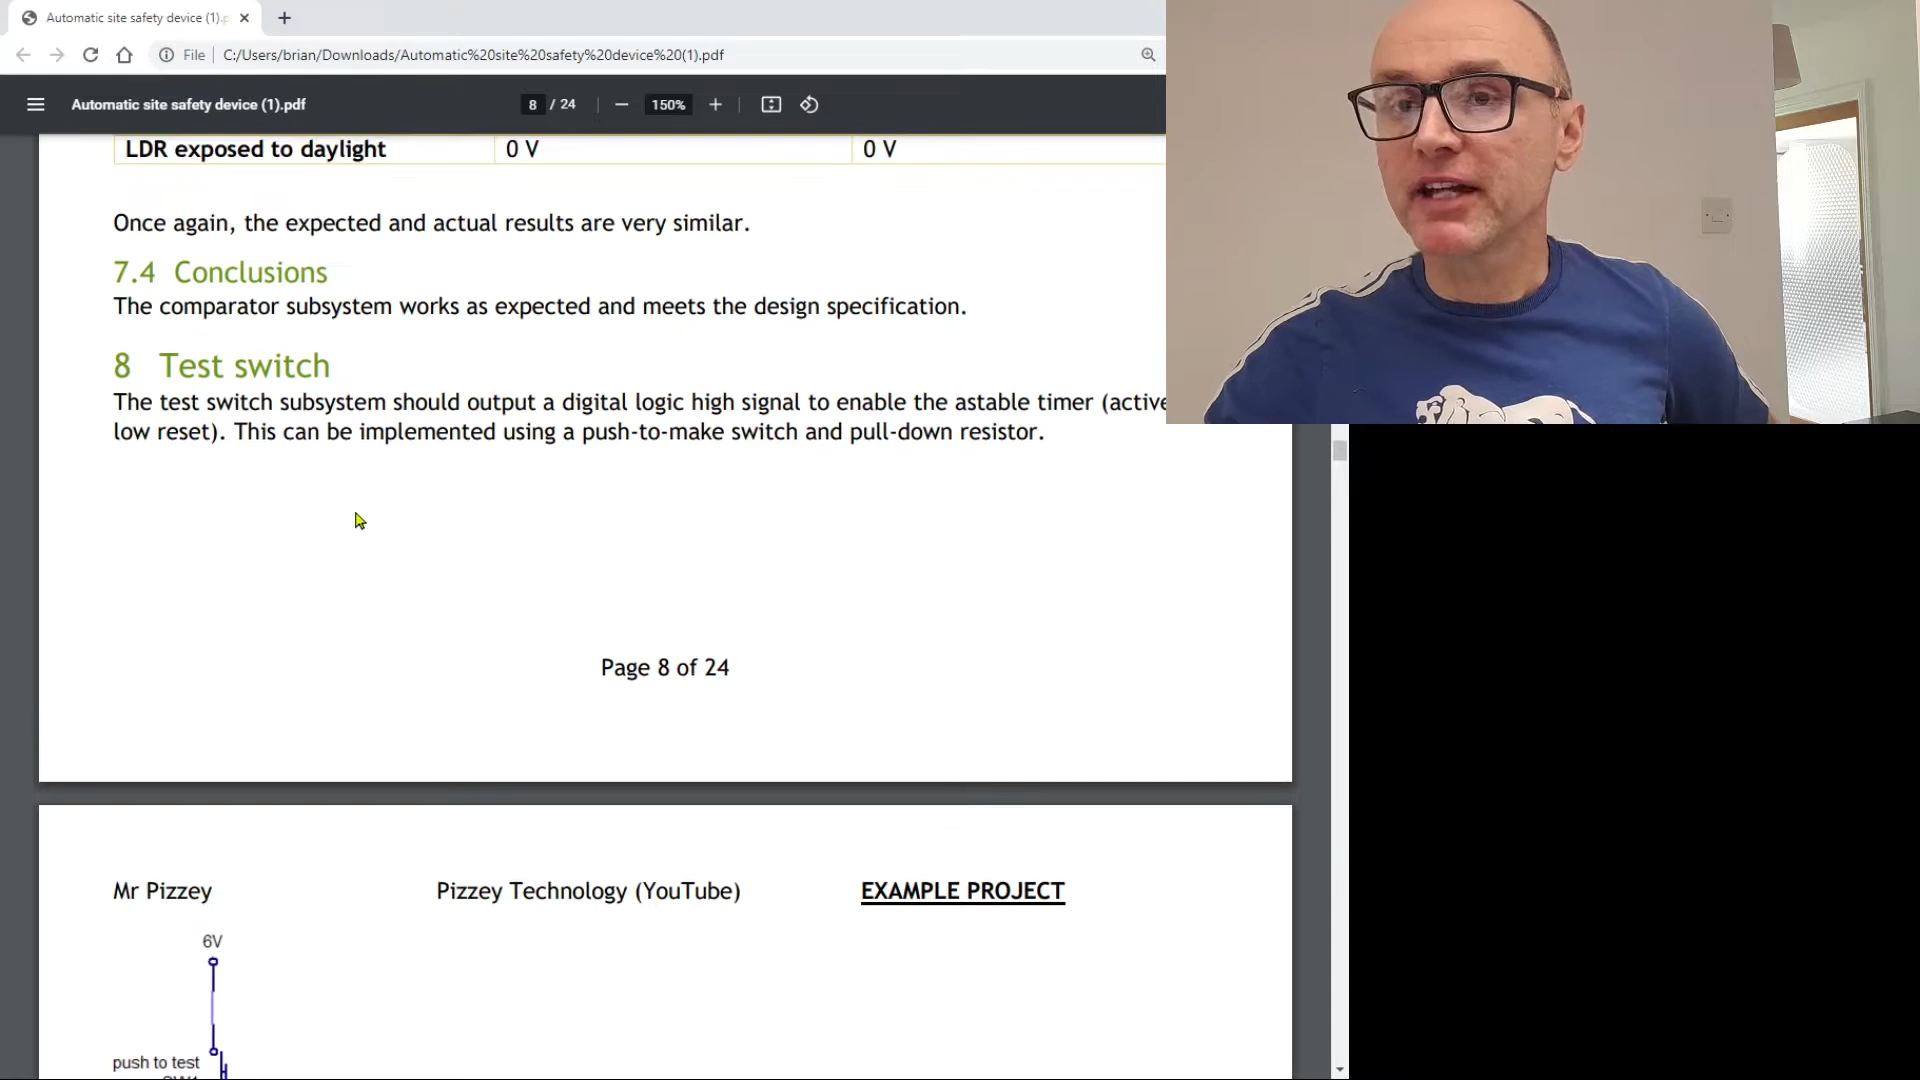 Automatic site safety device (1).p
File
C:/Users/brian/Downloads/Automatic%20site%20safety%20device%20(1).pdf
Automatic site safety device (1).pdf
8 / 24
150%
LDR exposed to daylight 0 V 0 V
Once again, the expected and actual results are very similar.
7.4 Conclusions
The comparator subsystem works as expected and meets the design specification.
8 Test switch
The test switch subsystem should output a digital logic high signal to enable the astable timer (active
low reset). This can be implemented using a push-to-make switch and pull-down resistor.
Page 8 of 24
Mr Pizzey Pizzey Technology (YouTube) EXAMPLE PROJECT
6V
push to test